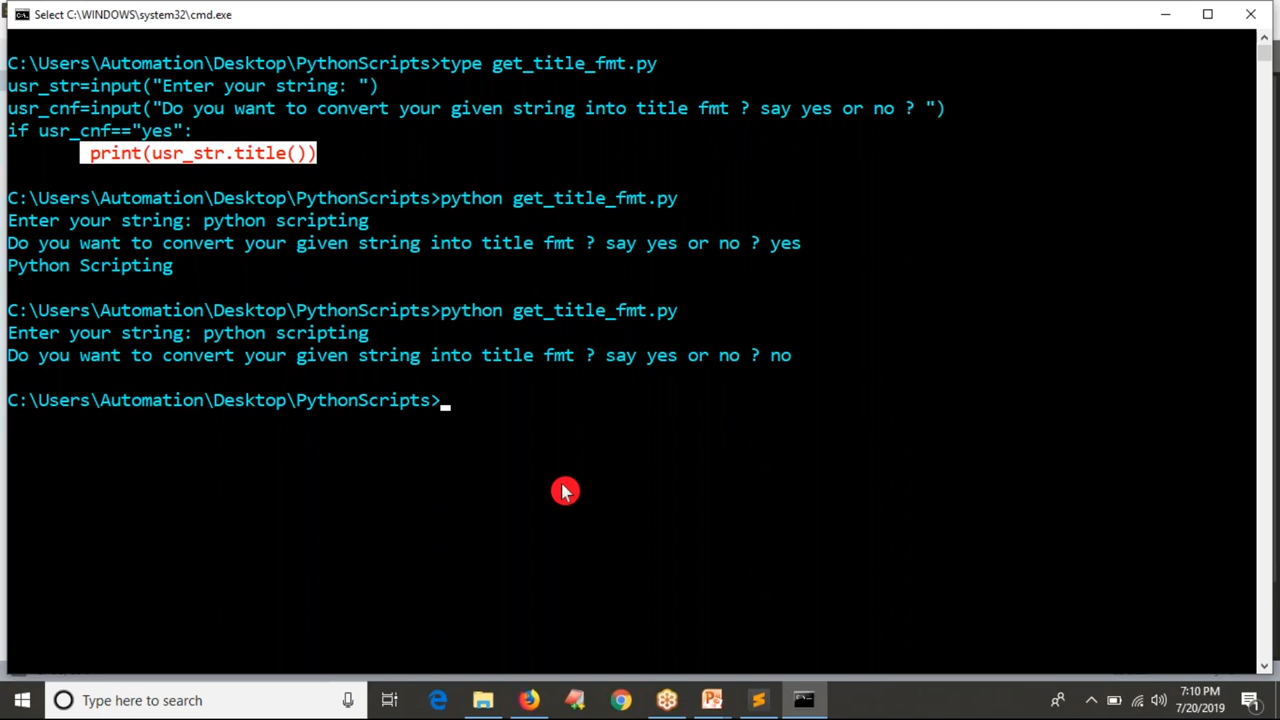 Select C:\WINDOWS\system32\cmd.exe
C:\Users\Automation\Desktop\PythonScripts>type get_title_fmt.py
usr_str=input("Enter your string: ")
usr_cnf=input("Do you want to convert your given string into title fmt ? say yes or no ? ")
if usr_cnf=="yes":
print(usr_str.title())
C:\Users\Automation\Desktop\PythonScripts>python get_title_fmt.py
Enter your string: python scripting
Do you want to convert your given string into title fmt ? say yes or no ? yes
Python Scripting
C:\Users\Automation\Desktop\PythonScripts>python get_title_fmt.py
Enter your string: python scripting
Do you want to convert your given string into title fmt ? say yes or no ? no
C:\Users\Automation\Desktop\PythonScripts>
Type here to search
7:10 PM
7/20/2019